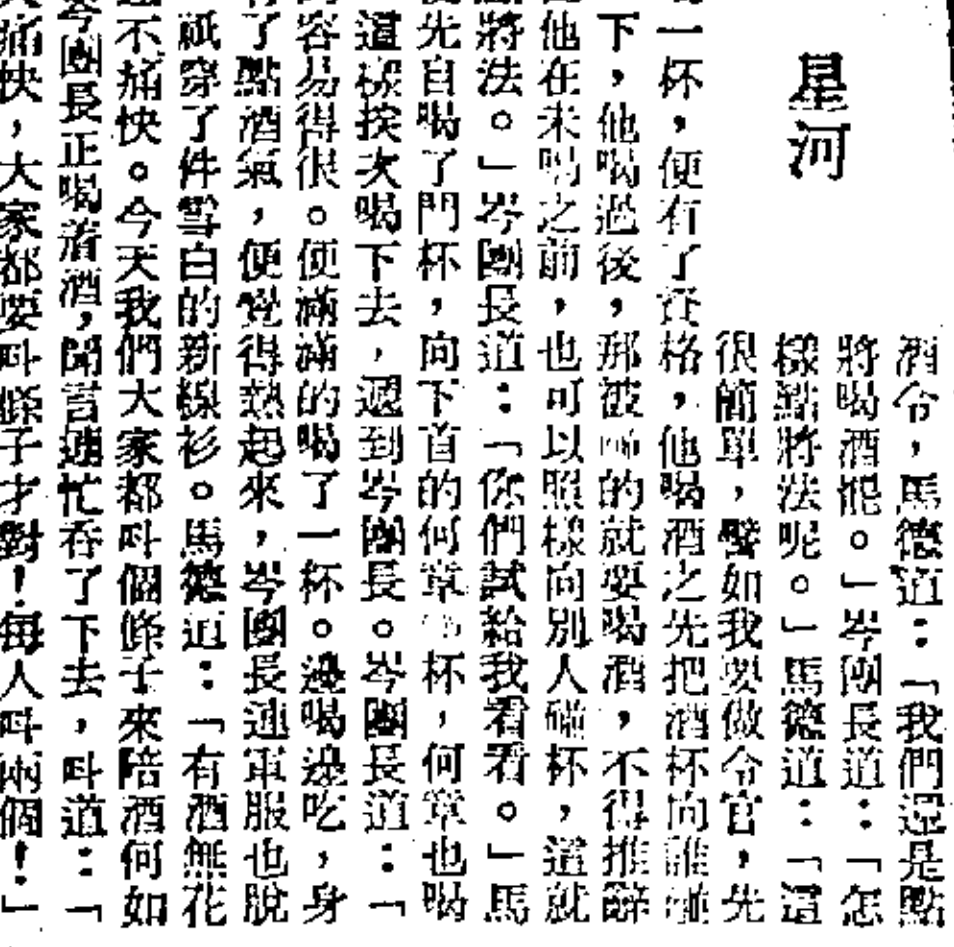 星河
酒令，馬德道：「我們還是點
將喝酒罷。」岑團長道：「怎
樣點將法呢。」馬德道：「這
很簡單，譬如我要做令官，先
一杯，便有了資格，他喝酒之先把酒杯向誰碰
下，他喝過後，那被碰的就要喝酒，不得推辭
他在未喝之前，也可以照樣向別人碰杯，這就
將法。」岑團長道：「你們試給我看看。」馬
先自喝了門杯，向下首的何章碰杯，何章也喝
這樣挨次喝下去，遞到岑團長。岑團長道：「
容易得很。便滿滿的喝了一杯。邊喝邊吃，身
了點酒氣，便覺得熱起來，岑團長連軍服也脫
祇穿了件雪白的新線衫。馬德道：「有酒無花
不痛快。今天我們大家都叫個條子來陪酒何如
岑團長正喝着酒，聞言連忙吞了下去，叫道：「
痛快，大家都要叫條子才對！每人叫兩個！」